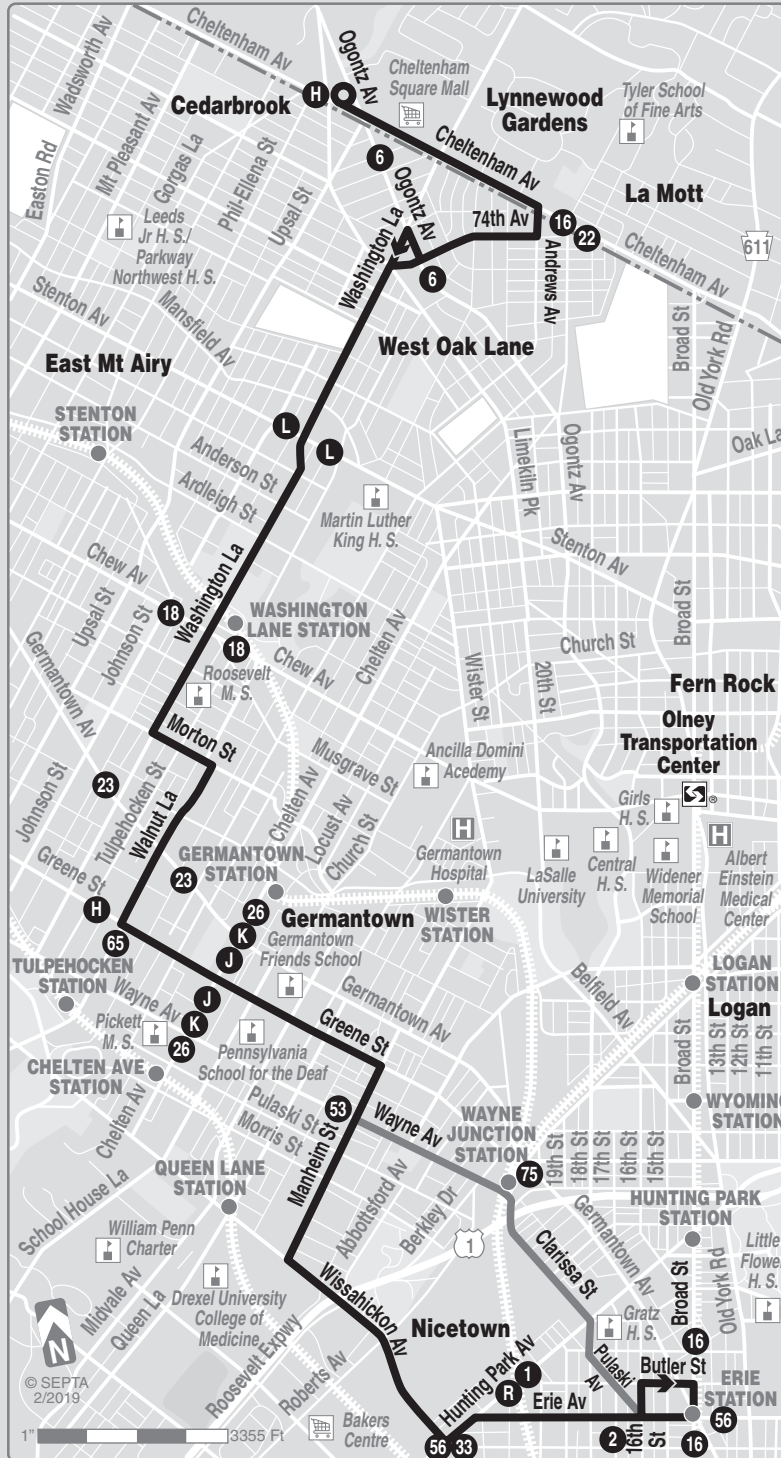 Cheltenham Av
Ogontz Av
Cheltenham
Square Mall
Lynnewood
Gardens
Tyler School
of Fine Arts
Wadsworth Av
Cedarbrook
H
Easton Rd
Mt Pleasant Av
Gorgas La
Phil-Ellena St
Upsal St
6
Ogontz Av
Cheltenham Av
La Mott
74th Av
16
22
Cheltenham Av
611
Leeds
Jr H. S./
Parkway
Northwest H. S.
Washington La
6
Andrews Av
Broad St
Old York Rd
Stenton Av
Mansfield Av
West Oak Lane
East Mt Airy
STENTON
STATION
L
L
Anderson St
Ardleigh St
Martin Luther
King H. S.
Limekiln Pk
Ogontz Av
Oak La
Stenton Av
Chew Av
Washington La
Upsal St
Johnson St
18
WASHINGTON
LANE STATION
18
Chew Av
Chelten Av
Church St
Broad St
Germantown Av
Roosevelt
M. S.
Wister St
20th St
Fern Rock
Olney
Transportation
Center
®
Morton St
Musgrave St
Ancilla Domini
Acedemy
Johnson St
23
Tulpehocken St
Walnut La
Chelten Av
Locust Av
Church St
Girls
H. S.
H
H
Greene St
GERMANTOWN
STATION
23
Germantown
Hospital
LaSalle
University
Central
H. S.
Widener
Memorial
School
Albert
Einstein
Medical
Center
H
65
26
K
J
Germantown
Germantown
Friends School
WISTER
STATION
TULPEHOCKEN
STATION
Wayne Av
J
K
26
Pickett
M. S.
Pennsylvania
School for the Deaf
Greene St
Germantown Av
Belfield Av
LOGAN
STATION
Logan
Broad St
13th St
12th St
11th St
CHELTEN AVE
STATION
Chelten Av
Pulaski St
Morris St
53
Manheim St
Wayne Av
WAYNE
JUNCTION
STATION
75
19th St
18th St
17th St
16th St
15th St
WYOMING
STATION
QUEEN LANE
STATION
School House La
Abbottsford Av
Berkley Dr
1
HUNTING PARK
STATION
William Penn
Charter
Midvale Av
Queen La
Drexel University
College of
Medicine
Wissahickon Av
Clarissa St
Germantown Av
Broad St
Old York Rd
Little
Flower
H. S.
Nicetown
Gratz
H. S.
Pulaski
Av
16
Roosevelt Expwy
Roberts Av
Hunting Park Av
1
R
Erie Av
Butler St
ERIE
STATION
N
© SEPTA
2/2019
1"
3355 Ft
Bakers
Centre
56
33
2
16th
St
56
16